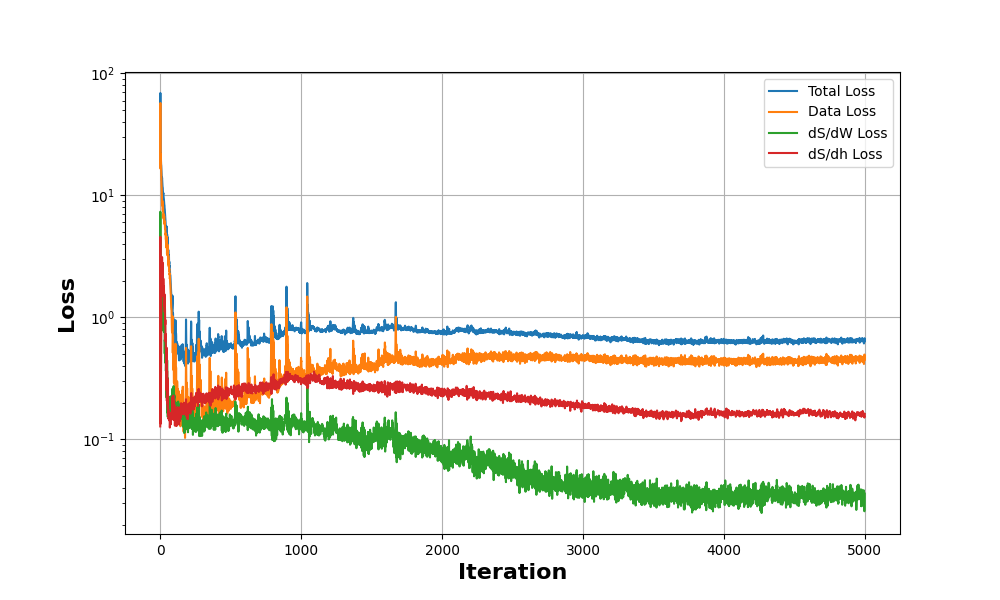 10²
10¹
10⁰
10⁻¹
Loss
Total Loss
Data Loss
dS/dW Loss
dS/dh Loss
0 1000 2000 3000 4000 5000
Iteration